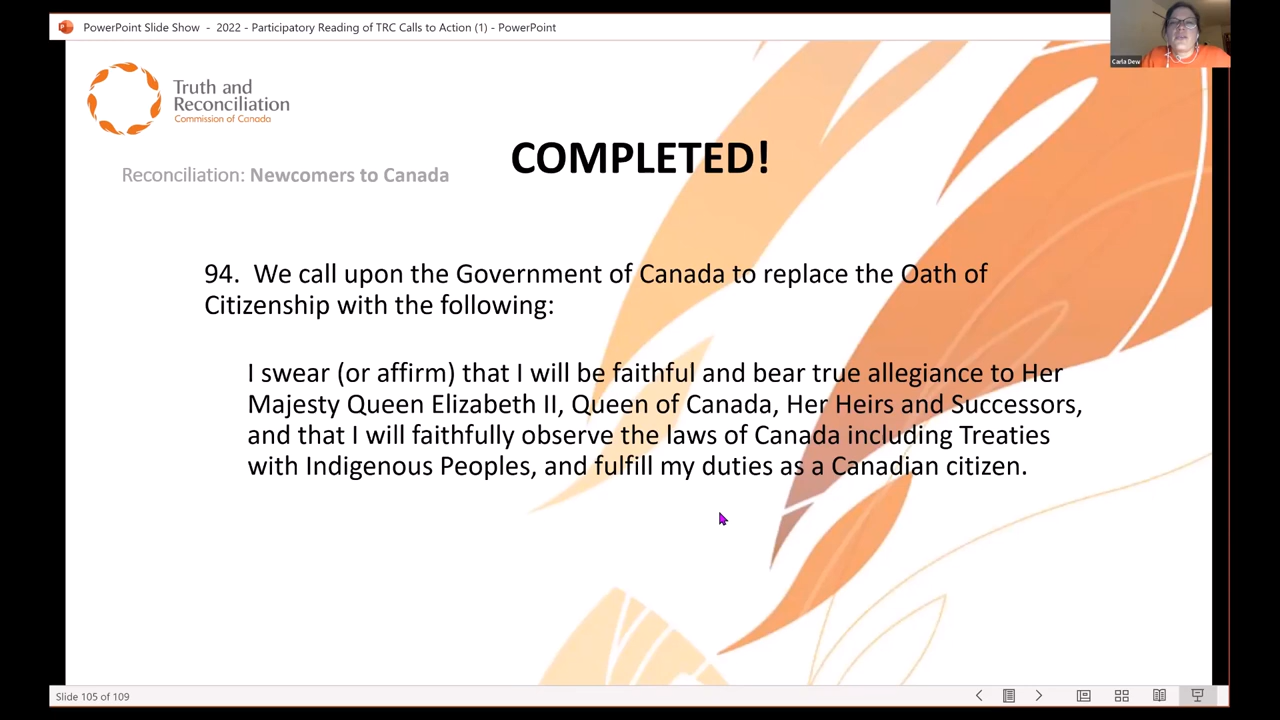 PowerPoint Slide Show - 2022 - Participatory Reading of TRC Calls to Action (1) - PowerPoint
Carla Dew
Truth and
Reconciliation
Commission of Canada
COMPLETED!
Reconciliation: Newcomers to Canada
94. We call upon the Government of Canada to replace the Oath of
Citizenship with the following:
I swear (or affirm) that I will be faithful and bear true allegiance to Her
Majesty Queen Elizabeth II, Queen of Canada, Her Heirs and Successors,
and that I will faithfully observe the laws of Canada including Treaties
with Indigenous Peoples, and fulfill my duties as a Canadian citizen.
Slide 105 of 109